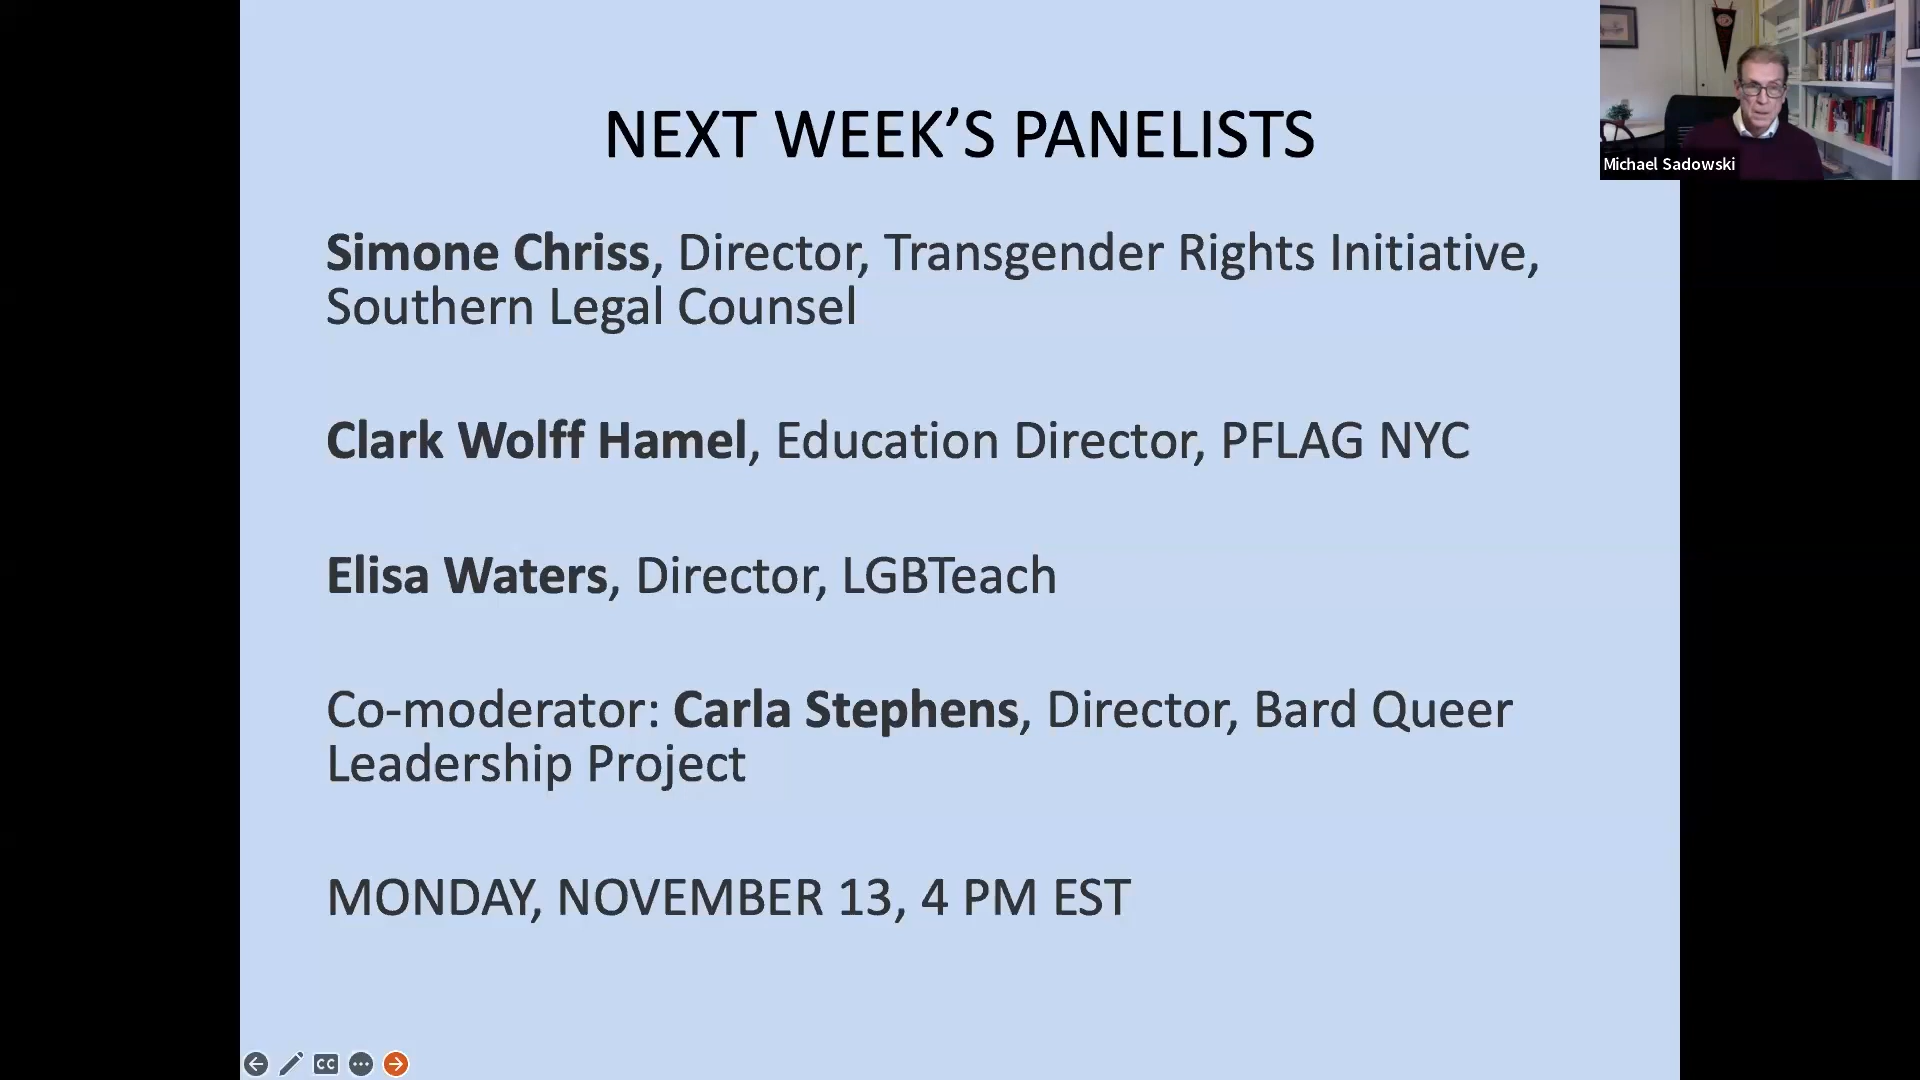 NEXT WEEK’S PANELISTS
Michael Sadowski
Simone Chriss, Director, Transgender Rights Initiative,
Southern Legal Counsel
Clark Wolff Hamel, Education Director, PFLAG NYC
Elisa Waters, Director, LGBTeach
Co-moderator: Carla Stephens, Director, Bard Queer
Leadership Project
MONDAY, NOVEMBER 13, 4 PM EST
CC